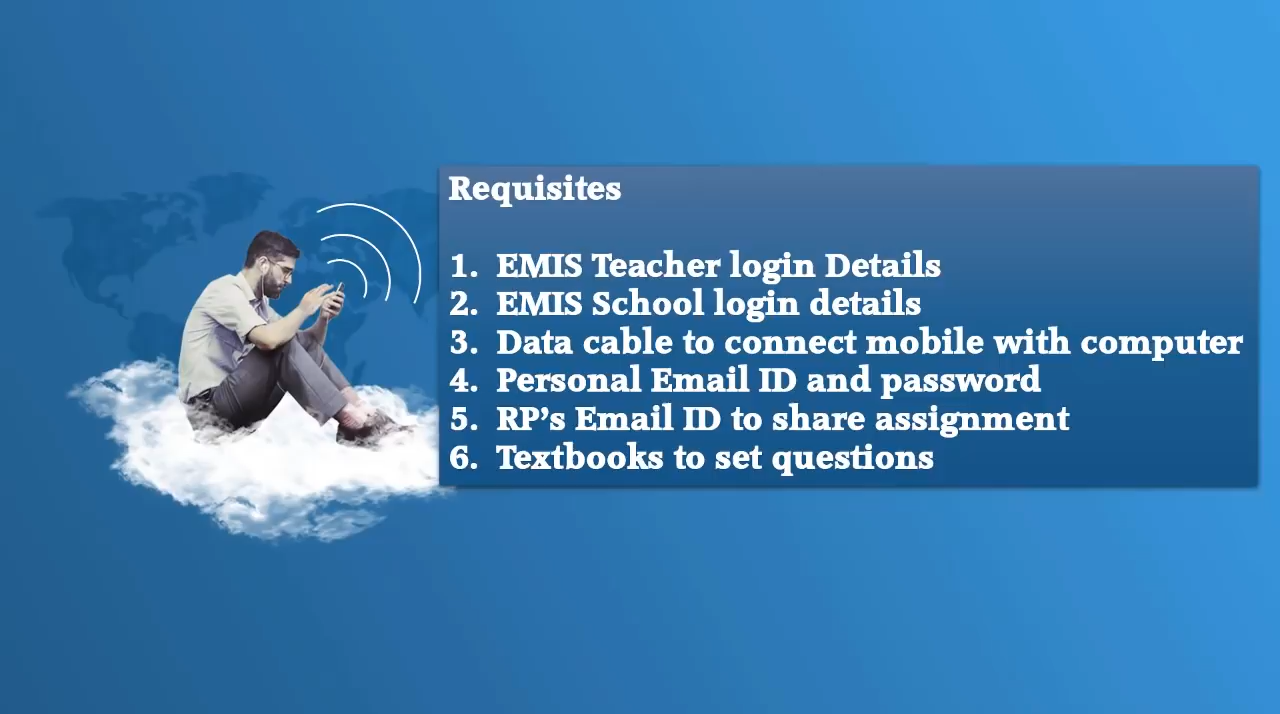 Requisites
1. EMIS Teacher login Details
2. EMIS School login details
3. Data cable to connect mobile with computer
4. Personal Email ID and password
5. RP’s Email ID to share assignment
6. Textbooks to set questions